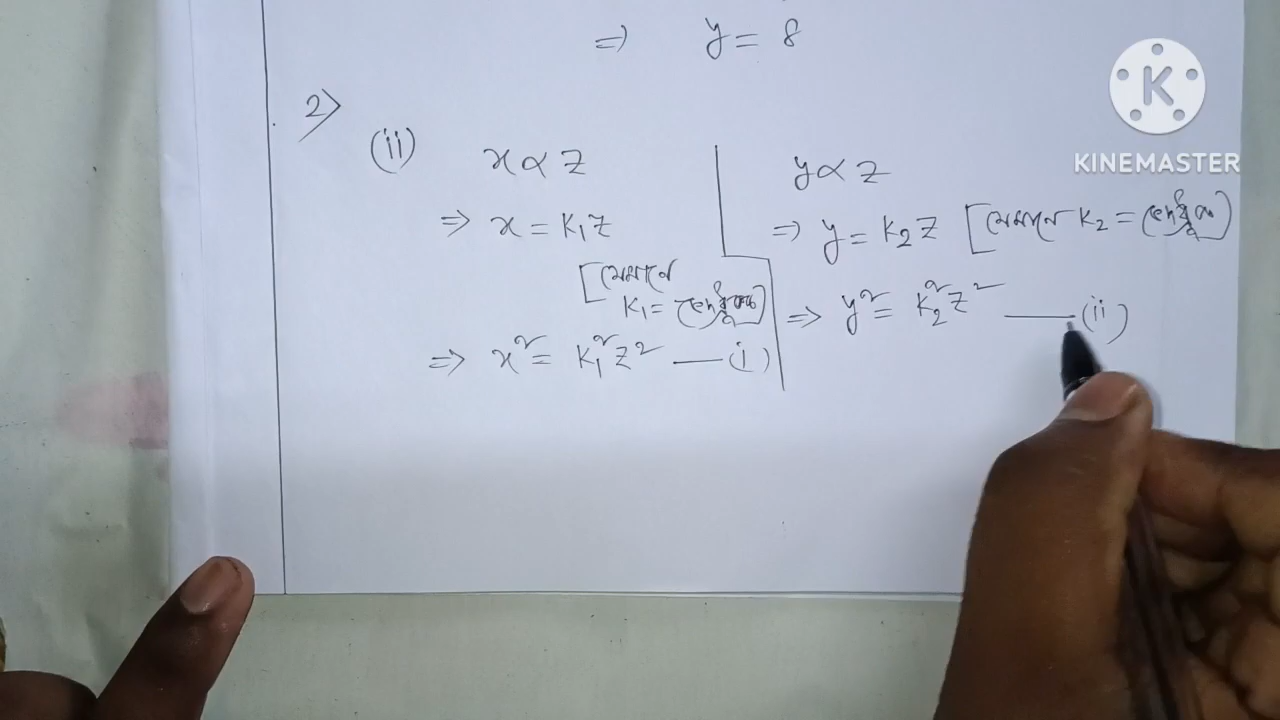 ⇒ y = 8
2>
(ii) x ∝ z
⇒ x = K₁z
[যেখানে
K₁ = ভেদ ধ্রুবক]
⇒ x² = K₁²z² —— (i)
y ∝ z
⇒ y = K₂z [যেখানে K₂ = ভেদ ধ্রুবক]
⇒ y² = K₂²z² —— (ii)
K
KINEMASTER